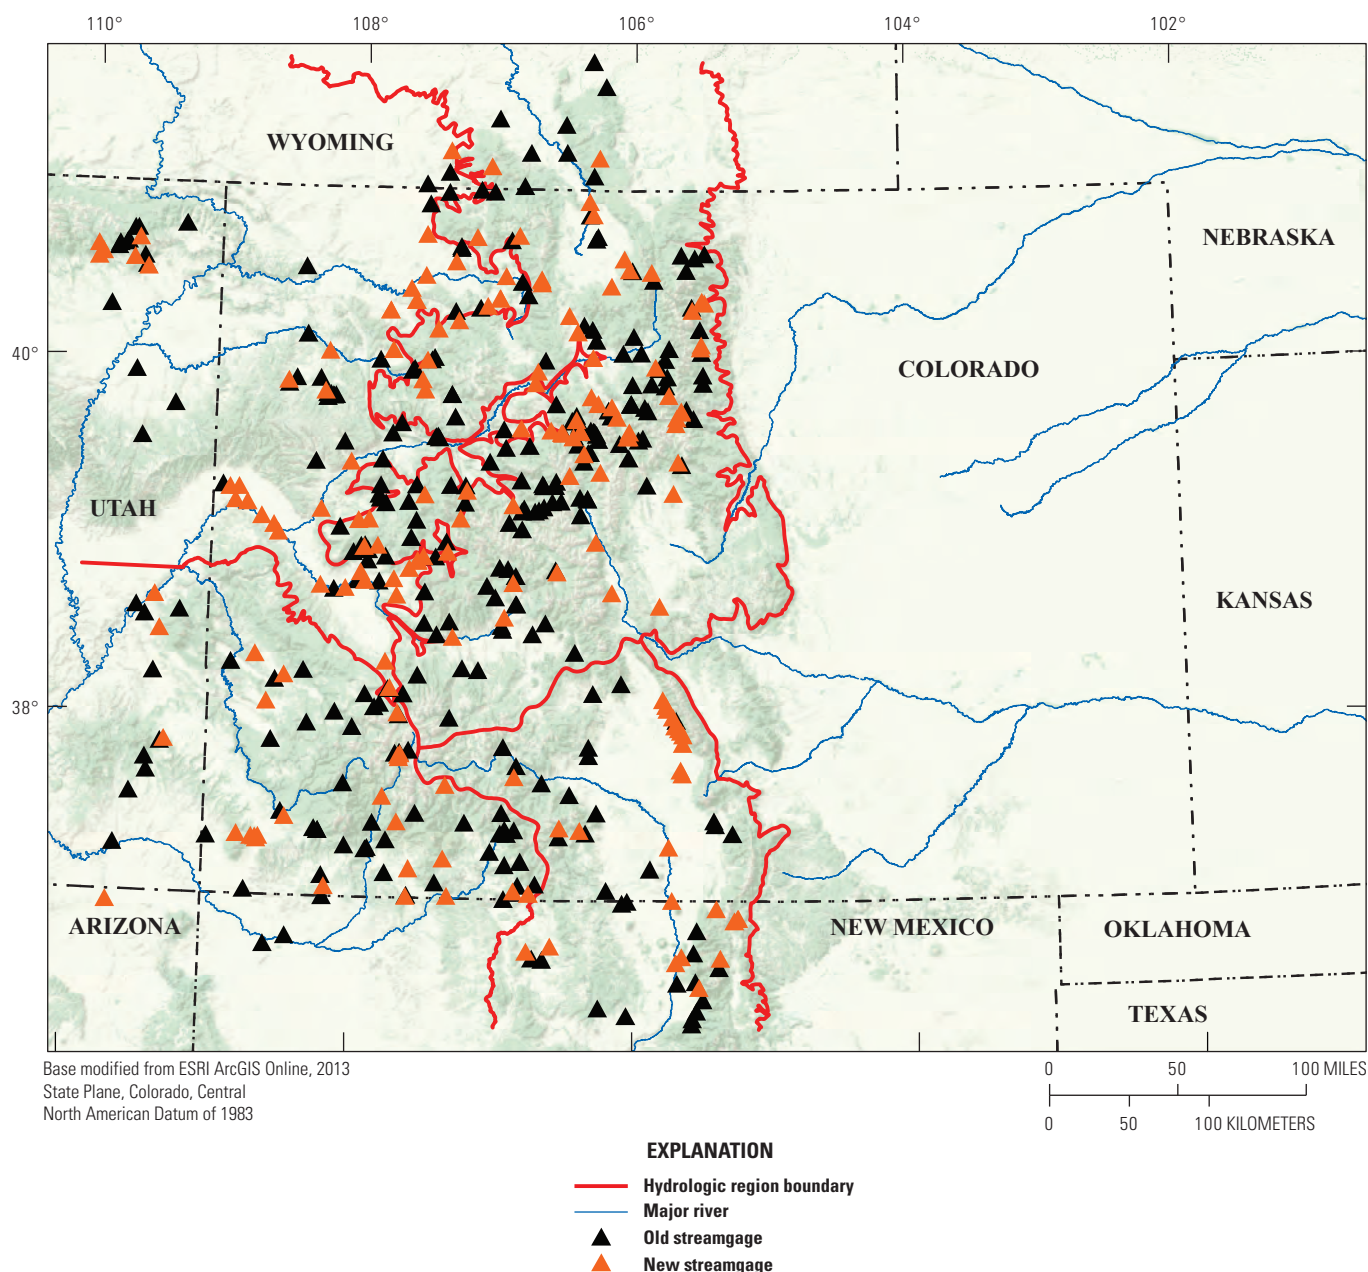 110° 108° 106° 104° 102°
WYOMING
NEBRASKA
40°
COLORADO
UTAH
KANSAS
38°
ARIZONA NEW MEXICO OKLAHOMA
TEXAS
Base modified from ESRI ArcGIS Online, 2013
State Plane, Colorado, Central
North American Datum of 1983
0 50 100 MILES
0 50 100 KILOMETERS
EXPLANATION
Hydrologic region boundary
Major river
Old streamgage
New streamgage